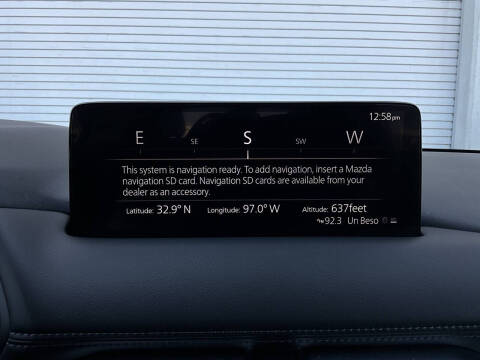 12:58pm
E SE S SW W
This system is navigation ready. To add navigation, insert a Mazda
navigation SD card. Navigation SD cards are available from your
dealer as an accessory.
Latitude: 32.9° N Longitude: 97.0° W Altitude: 637feet
92.3 Un Beso